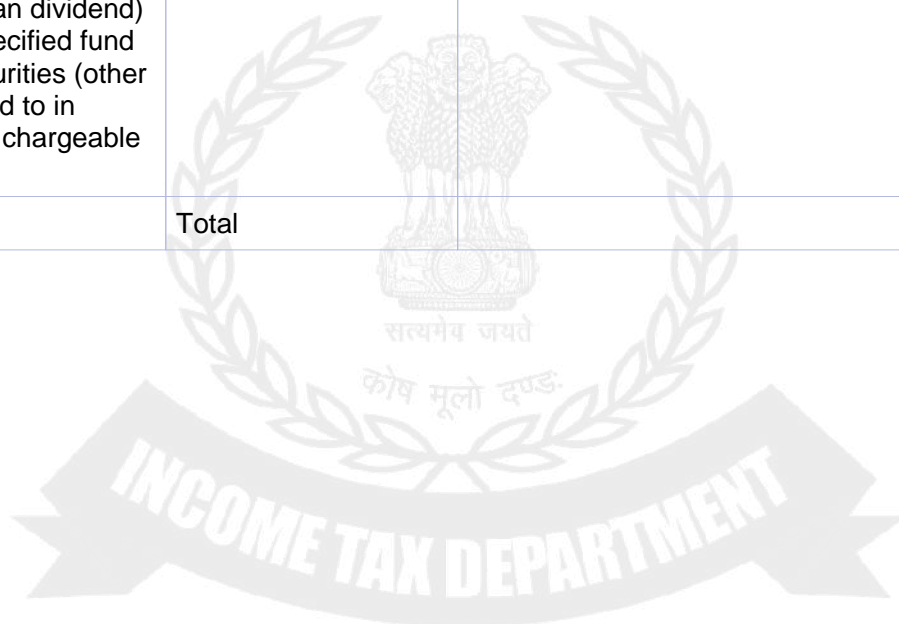 an dividend)
ecified fund
urities (other
d to in
chargeable
Total
सत्यमेव जयते
कोष मूलो दण्डः
INCOME TAX DEPARTMENT